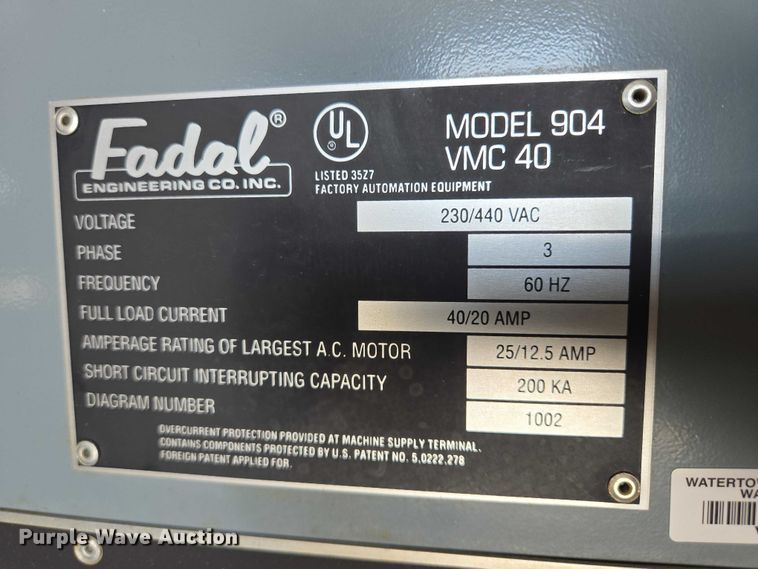 Fadal®
ENGINEERING CO. INC.
UL
®
LISTED 35Z7
FACTORY AUTOMATION EQUIPMENT
MODEL 904
VMC 40
VOLTAGE 230/440 VAC
PHASE 3
FREQUENCY 60 HZ
FULL LOAD CURRENT 40/20 AMP
AMPERAGE RATING OF LARGEST A.C. MOTOR 25/12.5 AMP
SHORT CIRCUIT INTERRUPTING CAPACITY 200 KA
DIAGRAM NUMBER 1002
OVERCURRENT PROTECTION PROVIDED AT MACHINE SUPPLY TERMINAL.
CONTAINS COMPONENTS PROTECTED BY U.S. PATENT NO. 5,0222,278
FOREIGN PATENT APPLIED FOR.
WATERTO
WA
Purple Wave Auction